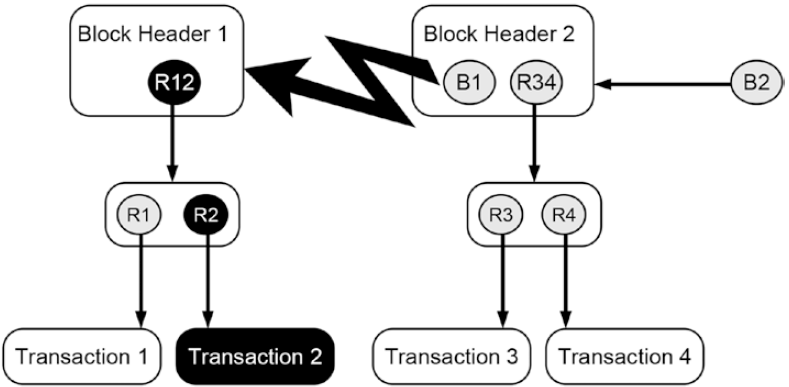 Block Header 1
R12
Block Header 2
B1
R34
B2
R1
R2
R3
R4
Transaction 1
Transaction 2
Transaction 3
Transaction 4